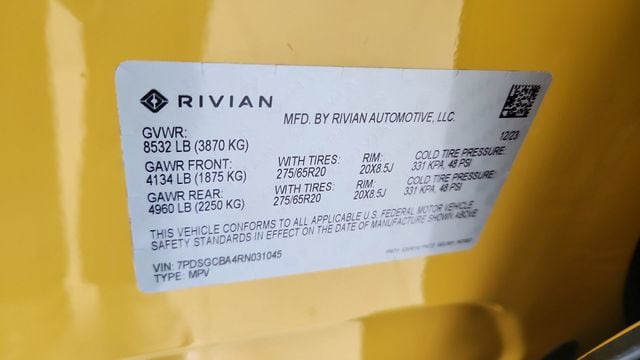 RIVIAN
MFD. BY RIVIAN AUTOMOTIVE, LLC.
GVWR: 12/23
8532 LB (3870 KG)
GAWR FRONT: WITH TIRES: RIM: COLD TIRE PRESSURE:
4134 LB (1875 KG) 275/65R20 20X8.5J 331 KPA, 48 PSI
GAWR REAR: WITH TIRES: RIM: COLD TIRE PRESSURE:
4960 LB (2250 KG) 275/65R20 20X8.5J 331 KPA, 48 PSI
THIS VEHICLE CONFORMS TO ALL APPLICABLE U.S. FEDERAL MOTOR VEHICLE
SAFETY STANDARDS IN EFFECT ON THE DATE OF MANUFACTURE SHOWN ABOVE.
VIN: 7PDSGCBA4RN031045
TYPE: MPV